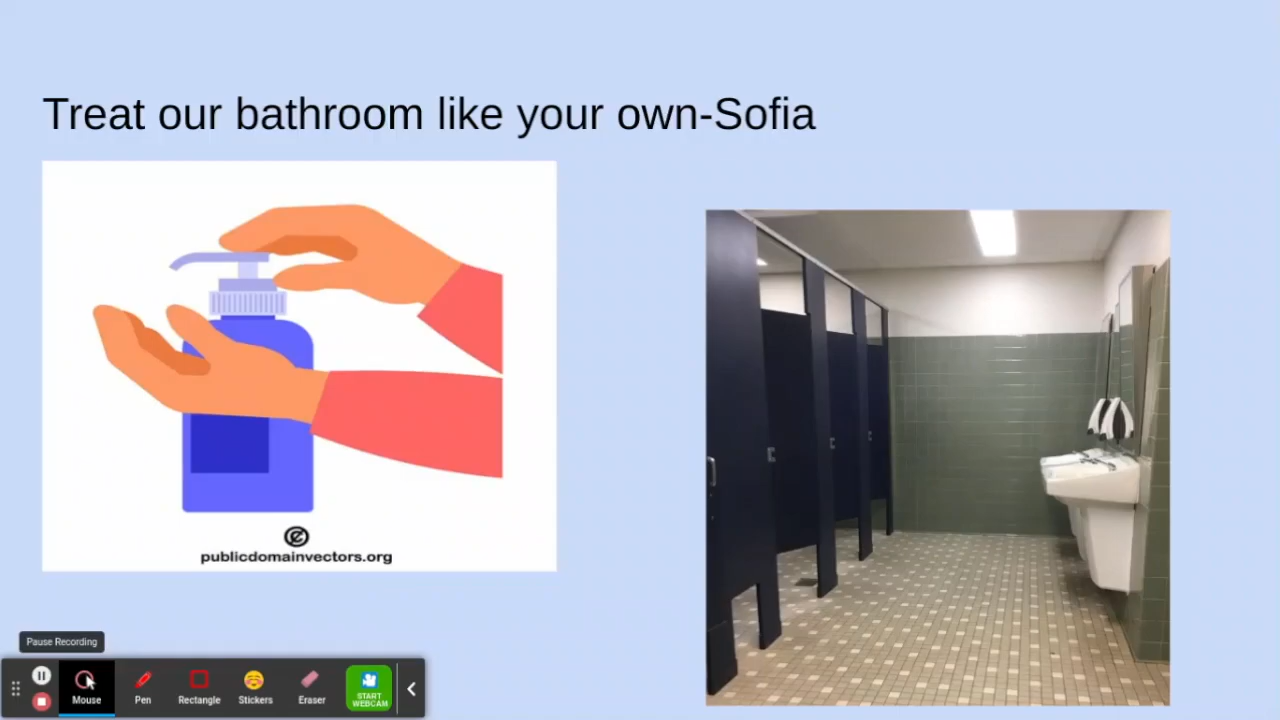 Treat our bathroom like your own-Sofia
publicdomainvectors.org
Pause Recording
Mouse
Pen
Rectangle
Stickers
Eraser
START
WEBCAM